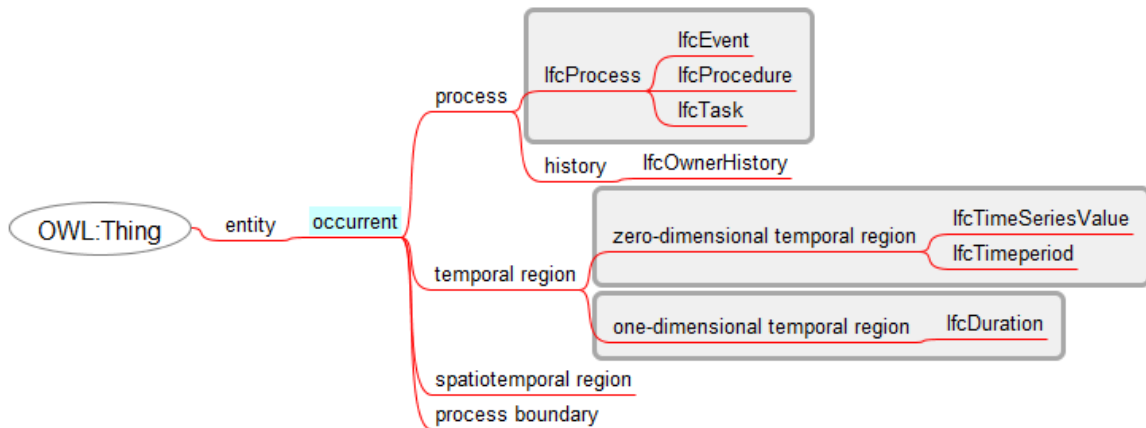 OWL:Thing
entity
occurrent
process
IfcProcess
IfcEvent
IfcProcedure
IfcTask
history
IfcOwnerHistory
temporal region
zero-dimensional temporal region
IfcTimeSeriesValue
IfcTimeperiod
one-dimensional temporal region
IfcDuration
spatiotemporal region
process boundary